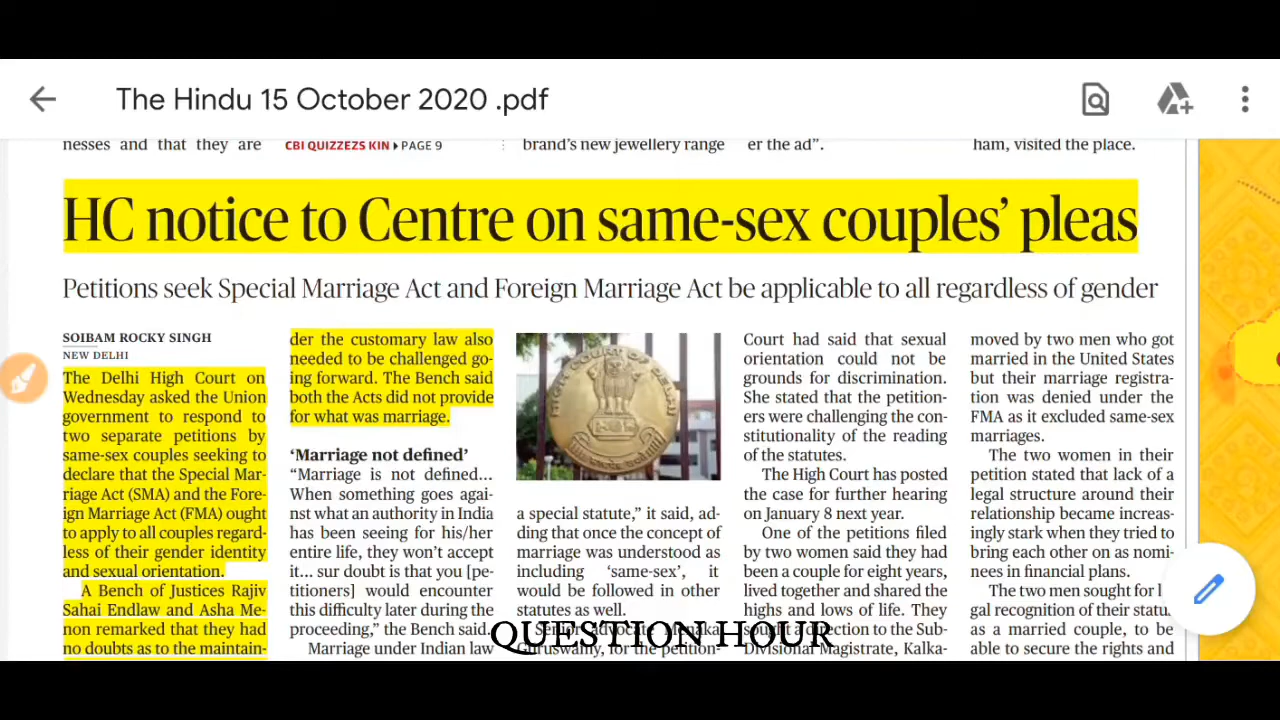 The Hindu 15 October 2020 .pdf
nesses and that they are
CBI QUIZZEZS KIN PAGE 9
brand's new jewellery range
er the ad”.
ham, visited the place.
HC notice to Centre on same-sex couples’ pleas
Petitions seek Special Marriage Act and Foreign Marriage Act be applicable to all regardless of gender
SOIBAM ROCKY SINGH
NEW DELHI
The Delhi High Court on
Wednesday asked the Union
government to respond to
two separate petitions by
same-sex couples seeking to
declare that the Special Mar-
riage Act (SMA) and the Fore-
ign Marriage Act (FMA) ought
to apply to all couples regard-
less of their gender identity
and sexual orientation.
A Bench of Justices Rajiv
Sahai Endlaw and Asha Me-
non remarked that they had
no doubts as to the maintain-
der the customary law also
needed to be challenged go-
ing forward. The Bench said
both the Acts did not provide
for what was marriage.
‘Marriage not defined’
“Marriage is not defined...
When something goes agai-
nst what an authority in India
has been seeing for his/her
entire life, they won’t accept
it... sur doubt is that you [pe-
titioners] would encounter
this difficulty later during the
proceeding,” the Bench said.
Marriage under Indian law
a special statute,” it said, ad-
ding that once the concept of
marriage was understood as
including ‘same-sex’, it
would be followed in other
statutes as well.
Senior advocate Menaka
Guruswamy, for the petition-
Court had said that sexual
orientation could not be
grounds for discrimination.
She stated that the petition-
ers were challenging the con-
stitutionality of the reading
of the statutes.
The High Court has posted
the case for further hearing
on January 8 next year.
One of the petitions filed
by two women said they had
been a couple for eight years,
lived together and shared the
highs and lows of life. They
sought a direction to the Sub-
Divisional Magistrate, Kalka-
moved by two men who got
married in the United States
but their marriage registra-
tion was denied under the
FMA as it excluded same-sex
marriages.
The two women in their
petition stated that lack of a
legal structure around their
relationship became increas-
ingly stark when they tried to
bring each other on as nomi-
nees in financial plans.
The two men sought for l
gal recognition of their statu
as a married couple, to be
able to secure the rights and
QUESTION HOUR